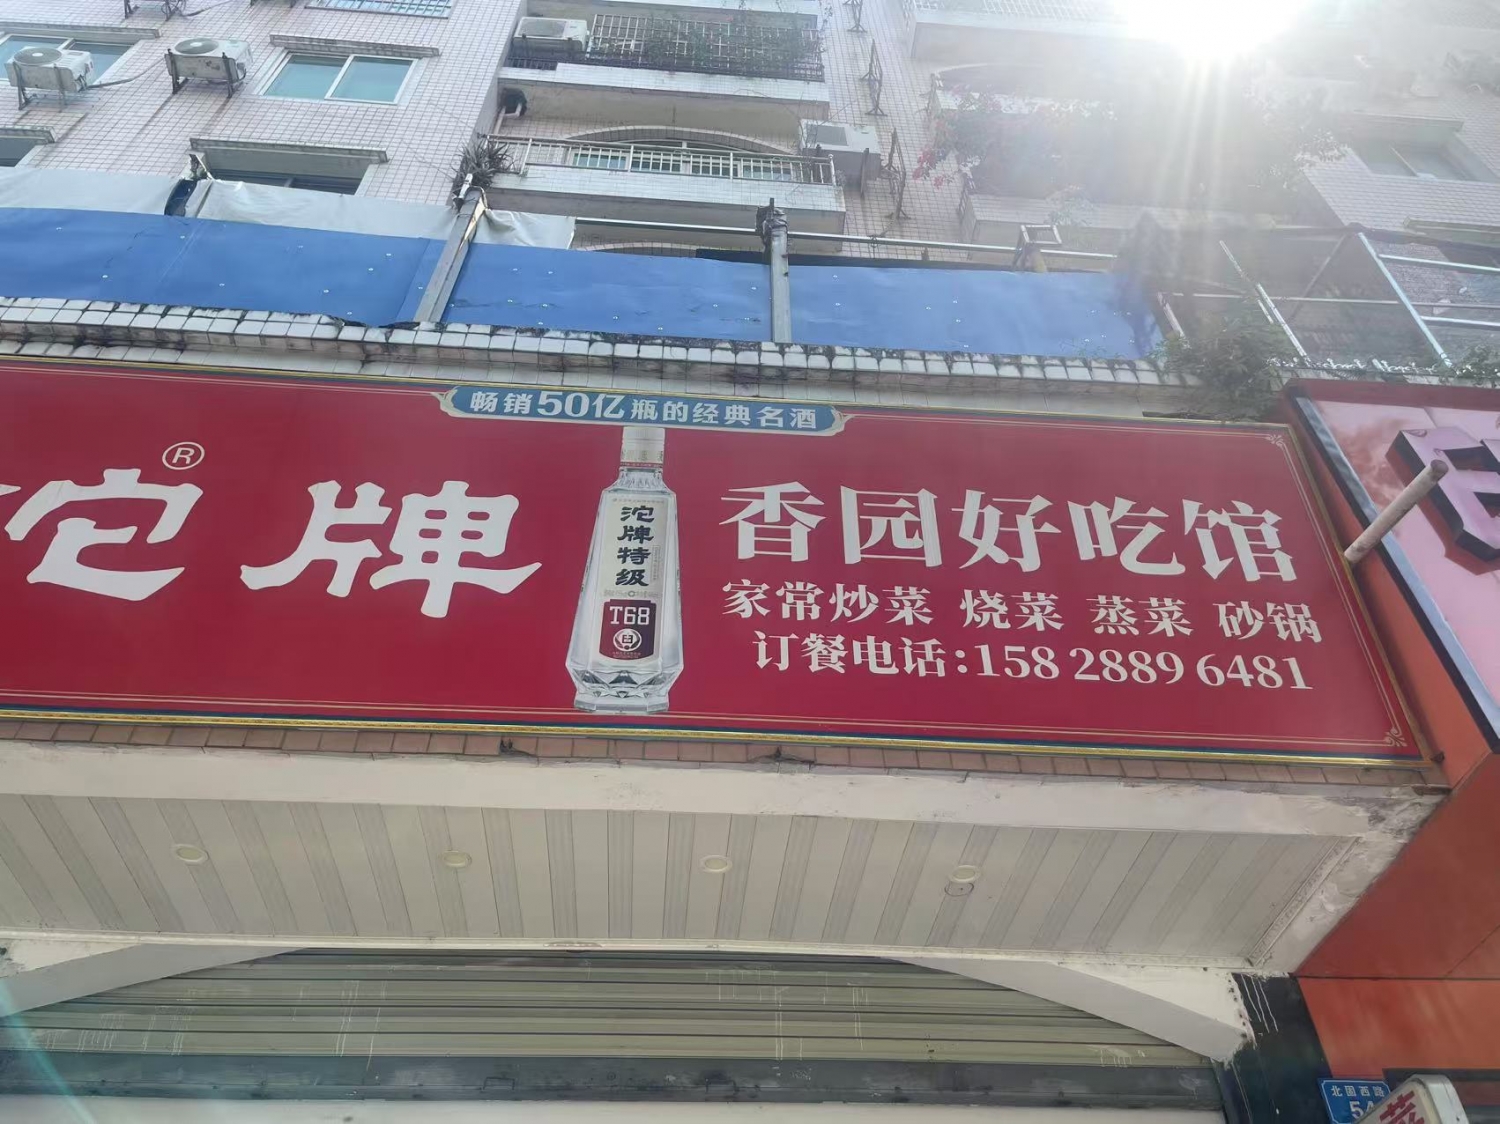 畅销50亿瓶的经典名酒
沱牌®
沱牌特级
T68
香园好吃馆
家常炒菜 烧菜 蒸菜 砂锅
订餐电话:158 2889 6481
北园西路